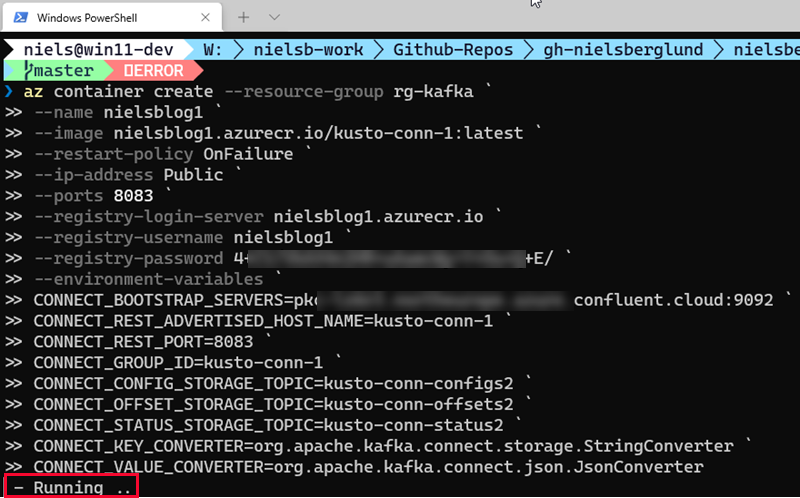 Windows PowerShell
niels@win11-dev W: nielsb-work Github-Repos gh-nielsberglund
master ERROR
❯ az container create --resource-group rg-kafka `
>> --name nielsblog1 `
>> --image nielsblog1.azurecr.io/kusto-conn-1:latest `
>> --restart-policy OnFailure `
>> --ip-address Public `
>> --ports 8083 `
>> --registry-login-server nielsblog1.azurecr.io `
>> --registry-username nielsblog1 `
>> --registry-password 4+ +E/ `
>> --environment-variables `
>> CONNECT_BOOTSTRAP_SERVERS=pkc confluent.cloud:9092 `
>> CONNECT_REST_ADVERTISED_HOST_NAME=kusto-conn-1 `
>> CONNECT_REST_PORT=8083 `
>> CONNECT_GROUP_ID=kusto-conn-1 `
>> CONNECT_CONFIG_STORAGE_TOPIC=kusto-conn-configs2 `
>> CONNECT_OFFSET_STORAGE_TOPIC=kusto-conn-offsets2 `
>> CONNECT_STATUS_STORAGE_TOPIC=kusto-conn-status2 `
>> CONNECT_KEY_CONVERTER=org.apache.kafka.connect.storage.StringConverter `
>> CONNECT_VALUE_CONVERTER=org.apache.kafka.connect.json.JsonConverter
- Running ..